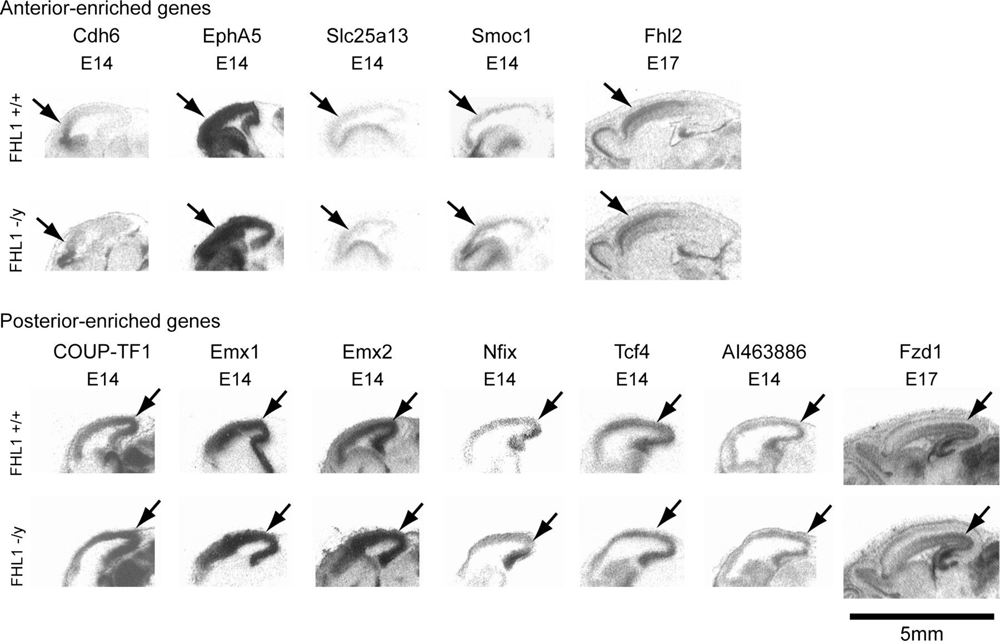 Anterior-enriched genes
Cdh6 EphA5 Slc25a13 Smoc1 Fhl2
E14 E14 E14 E14 E17
FHL1 +/+
FHL1 -/y
Posterior-enriched genes
COUP-TF1 Emx1 Emx2 Nfix Tcf4 AI463886 Fzd1
E14 E14 E14 E14 E14 E14 E17
FHL1 +/+
FHL1 -/y
5mm